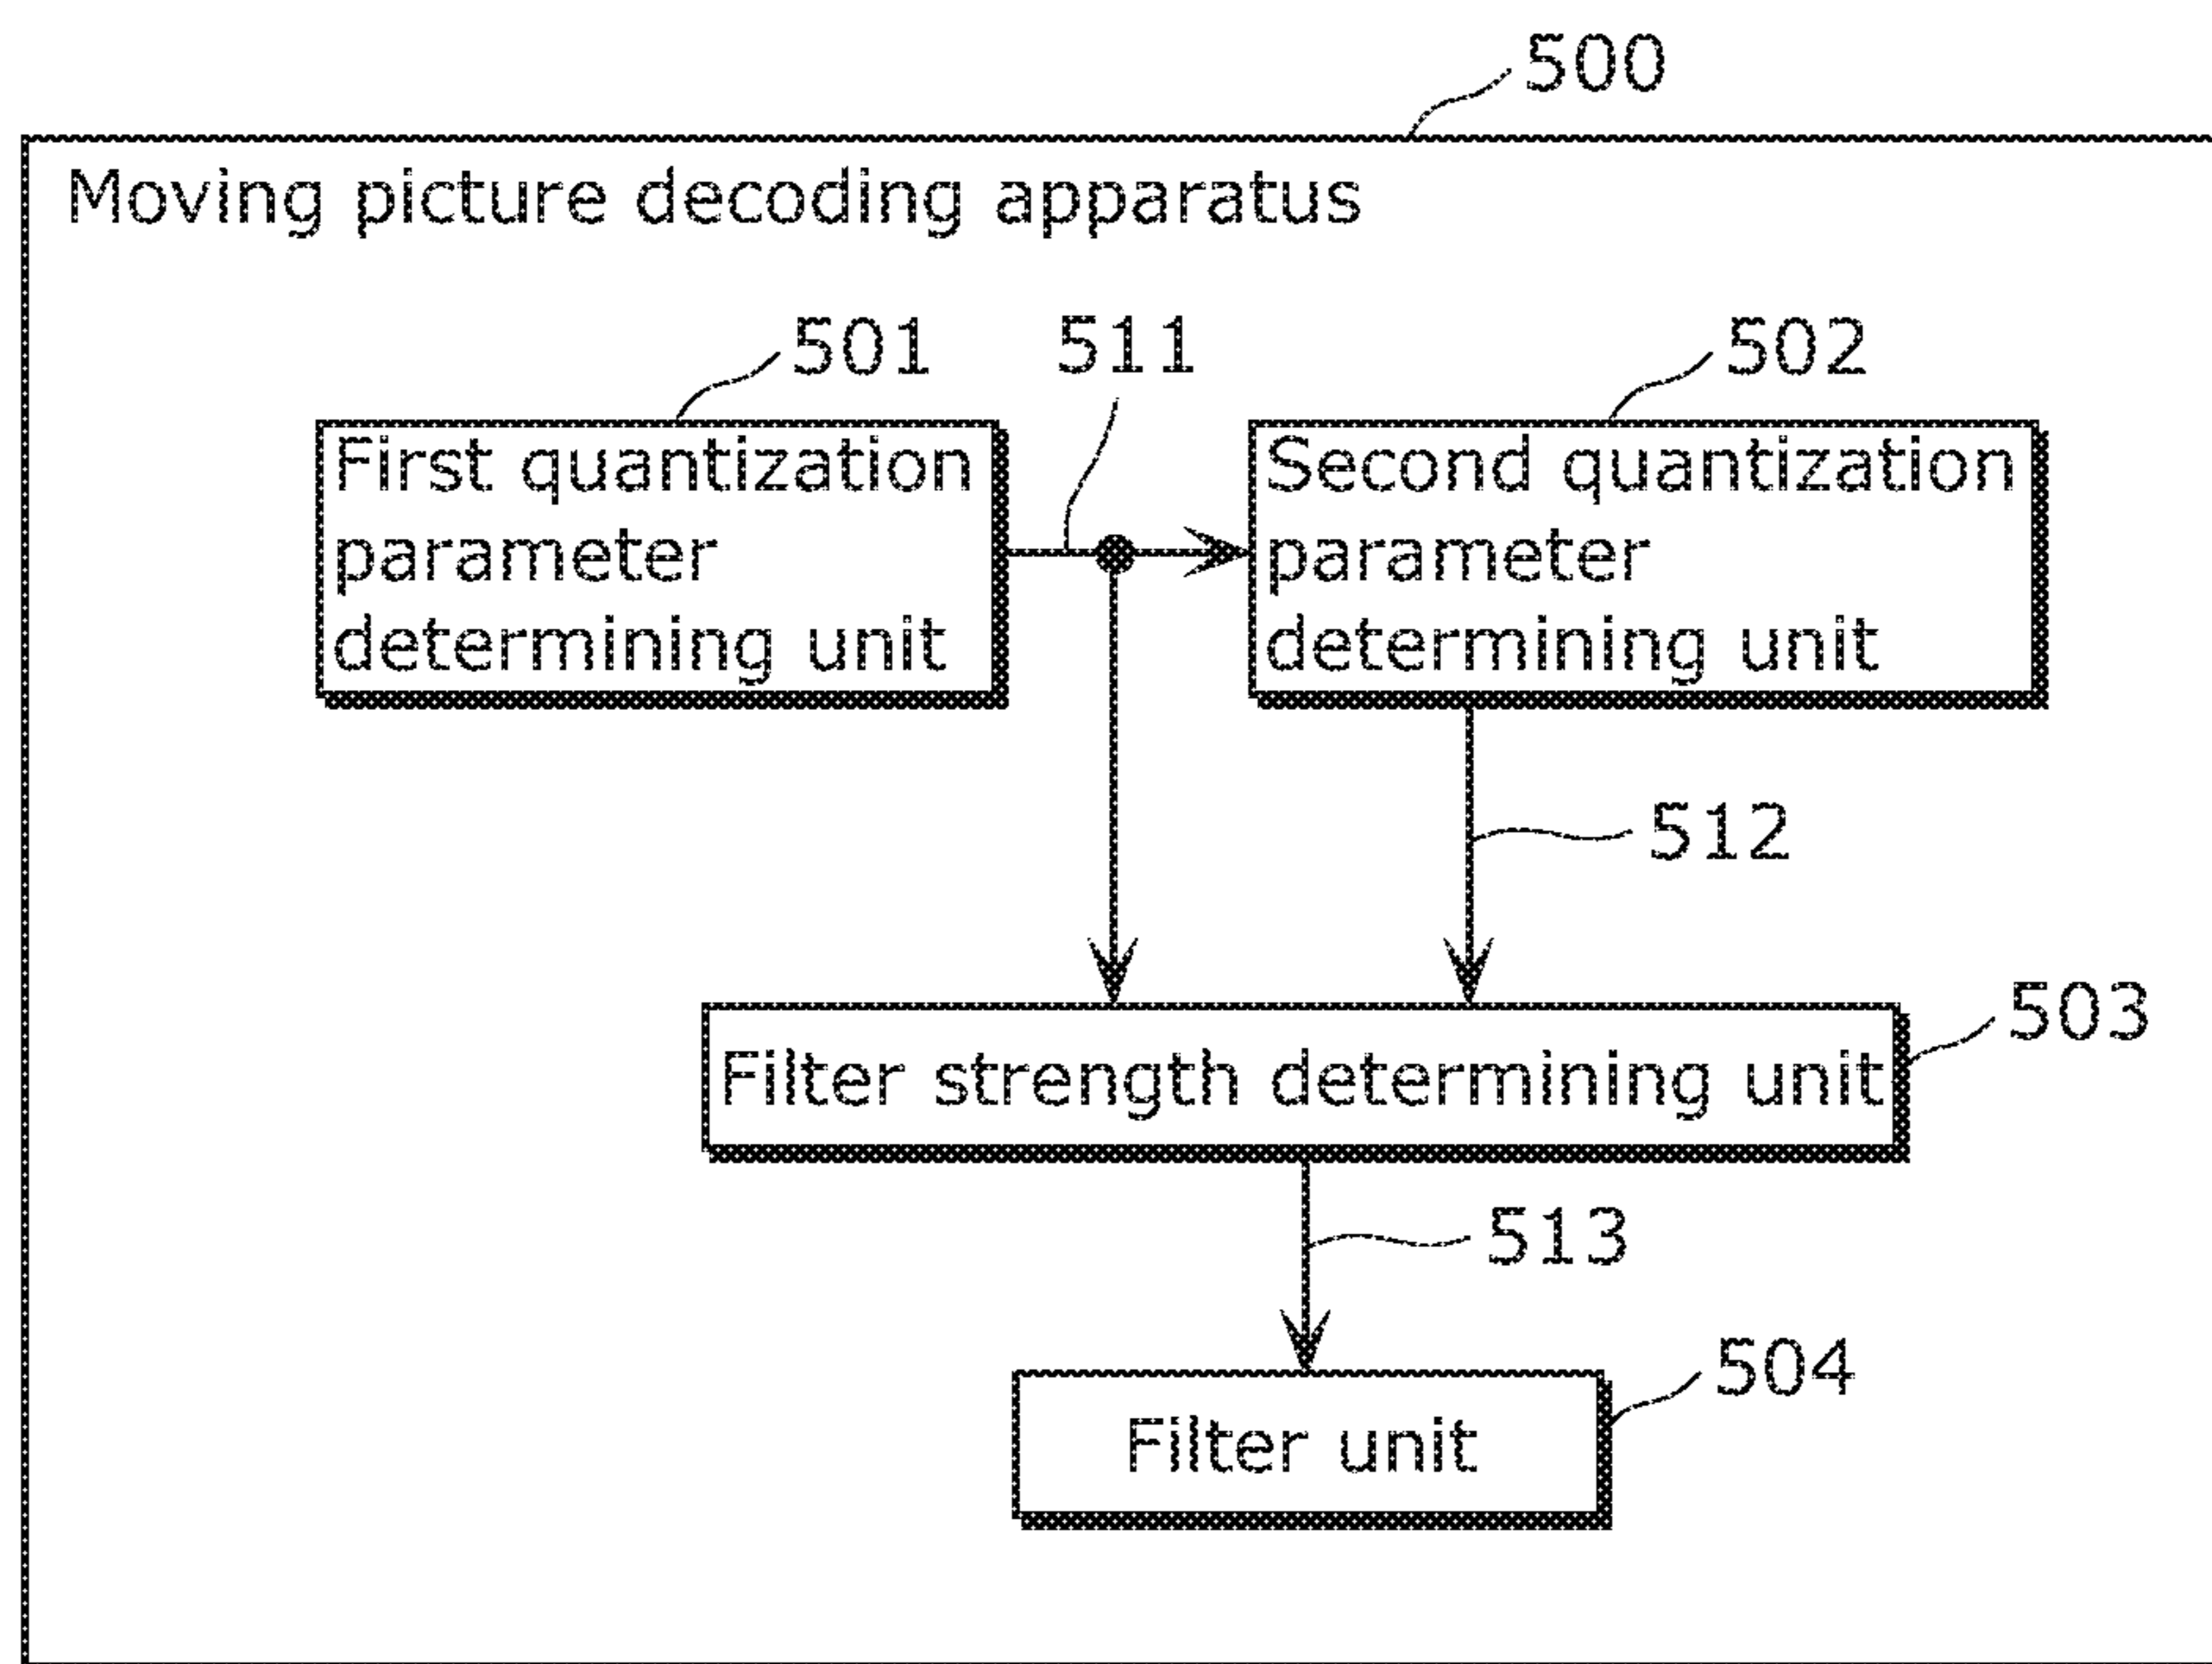 500
Moving picture decoding apparatus
501
511
502
First quantization
parameter
determining unit
Second quantization
parameter
determining unit
512
503
Filter strength determining unit
513
504
Filter unit